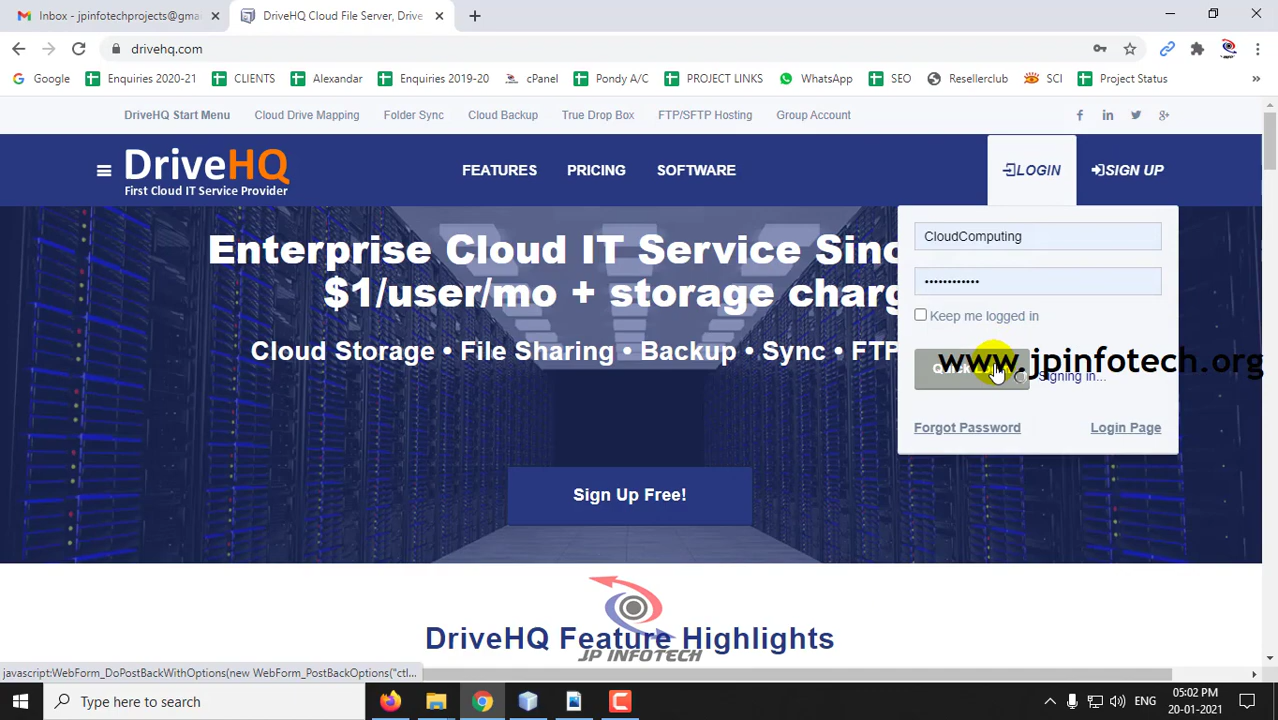 Inbox - jpinfotechprojects@gma
DriveHQ Cloud File Server, Drive
drivehq.com
Google
Enquiries 2020-21
CLIENTS
Alexandar
Enquiries 2019-20
cPanel
Pondy A/C
PROJECT LINKS
WhatsApp
SEO
Resellerclub
SCI
Project Status
DriveHQ Start Menu
Cloud Drive Mapping
Folder Sync
Cloud Backup
True Drop Box
FTP/SFTP Hosting
Group Account
DriveHQ
First Cloud IT Service Provider
FEATURES
PRICING
SOFTWARE
LOGIN
SIGN UP
Enterprise Cloud IT Service Sinc
$1/user/mo + storage charg
Cloud Storage • File Sharing • Backup • Sync • FTP
CloudComputing
••••••••••••
Keep me logged in
www.jpinfotech.org
Signing in...
Forgot Password
Login Page
Sign Up Free!
DriveHQ Feature Highlights
JP INFOTECH
javascript:WebForm_DoPostBackWithOptions(new WebForm_PostBackOptions("ctl...
Type here to search
ENG
05:02 PM
20-01-2021